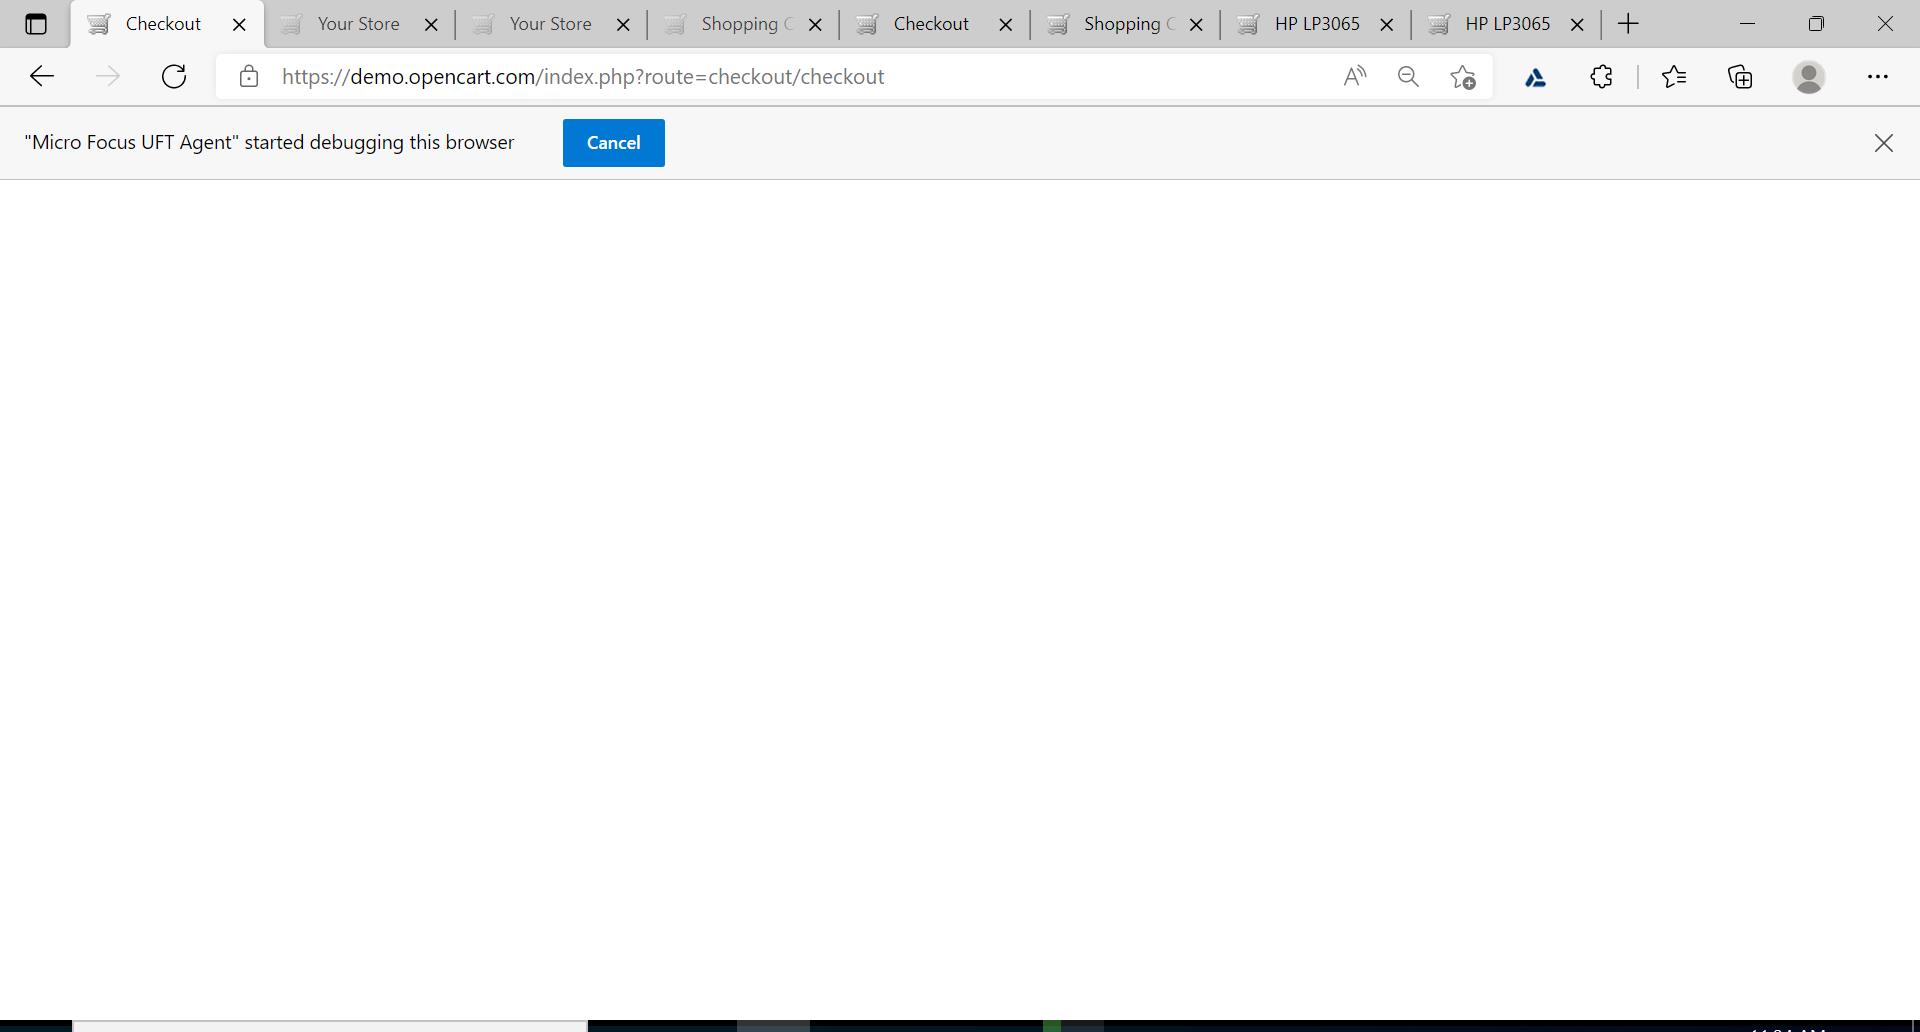 Checkout
Your Store
Your Store
Shopping C
Checkout
Shopping C
HP LP3065
HP LP3065
https://demo.opencart.com/index.php?route=checkout/checkout
"Micro Focus UFT Agent" started debugging this browser
Cancel